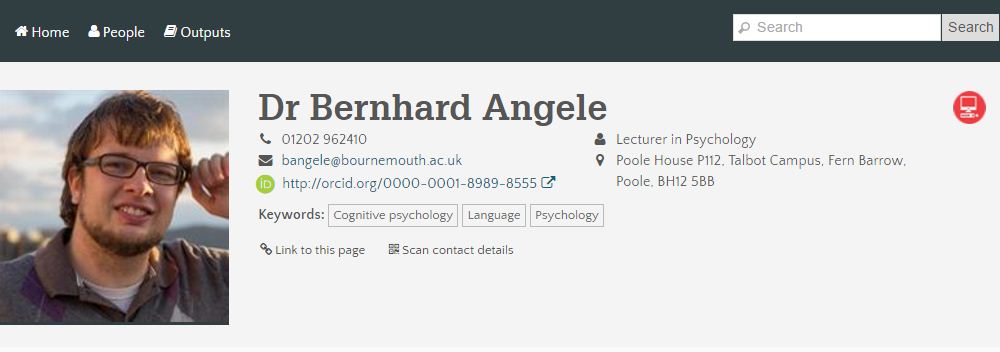 Home People Outputs Search Search
Dr Bernhard Angele
01202 962410
bangele@bournemouth.ac.uk
iD http://orcid.org/0000-0001-8989-8555
Lecturer in Psychology
Poole House P112, Talbot Campus, Fern Barrow,
Poole, BH12 5BB
Keywords: Cognitive psychology Language Psychology
Link to this page Scan contact details